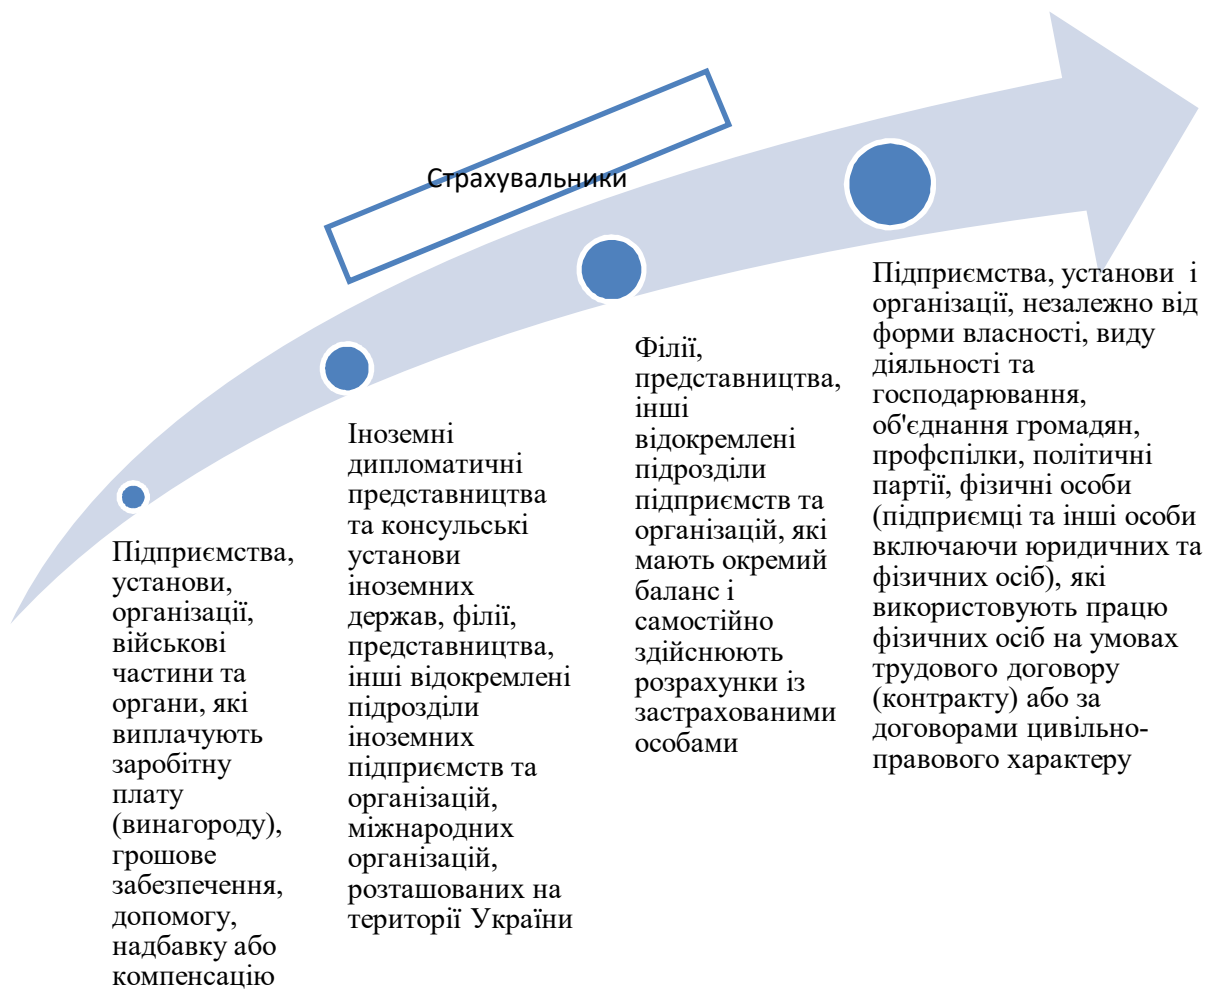 Страхувальники
Підприємства,
установи,
організації,
військові
частини та
органи, які
виплачують
заробітну
плату
(винагороду),
грошове
забезпечення,
допомогу,
надбавку або
компенсацію
Іноземні
дипломатичні
представництва
та консульські
установи
іноземних
держав, філії,
представництва,
інші відокремлені
підрозділи
іноземних
підприємств та
організацій,
міжнародних
організацій,
розташованих на
території України
Філії,
представництва,
інші
відокремлені
підрозділи
підприємств та
організацій, які
мають окремий
баланс і
самостійно
здійснюють
розрахунки із
застрахованими
особами
Підприємства, установи і
організації, незалежно від
форми власності, виду
діяльності та
господарювання,
об'єднання громадян,
профспілки, політичні
партії, фізичні особи
(підприємці та інші особи
включаючи юридичних та
фізичних осіб), які
використовують працю
фізичних осіб на умовах
трудового договору
(контракту) або за
договорами цивільно-
правового характеру